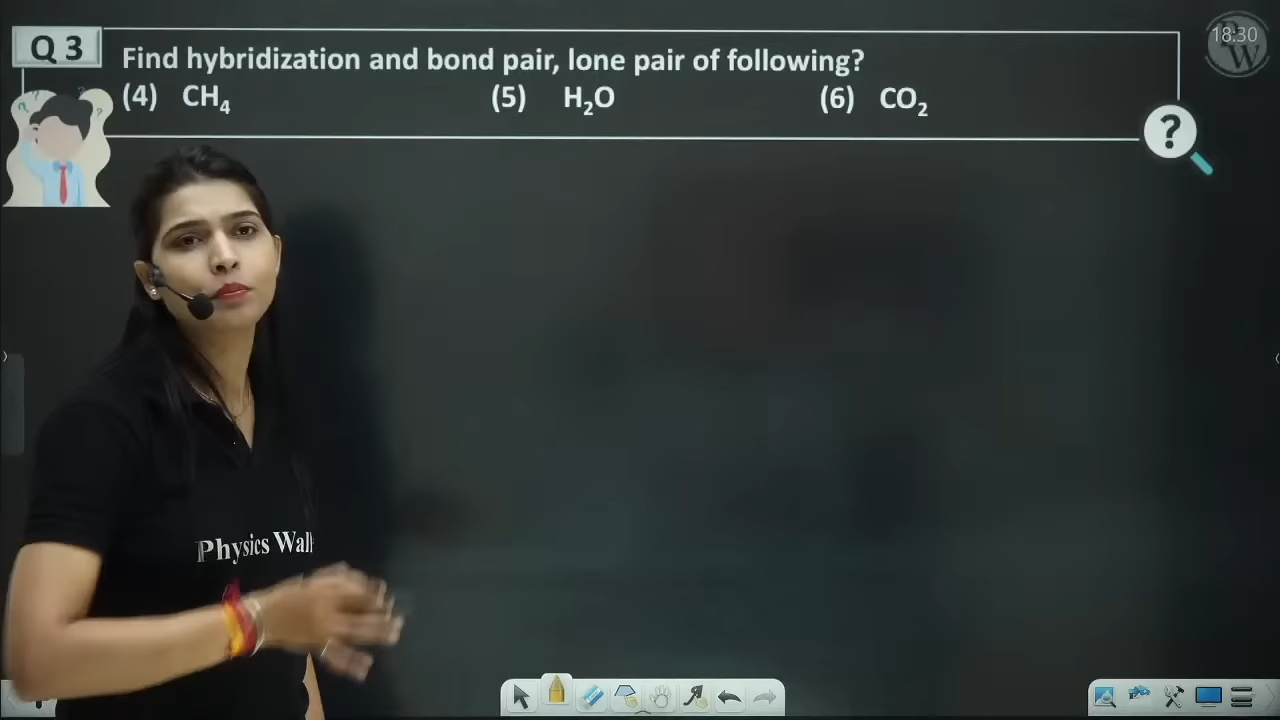 Q 3
Find hybridization and bond pair, lone pair of following?
(4) CH₄ (5) H₂O (6) CO₂
18:30
?
Physics Wall